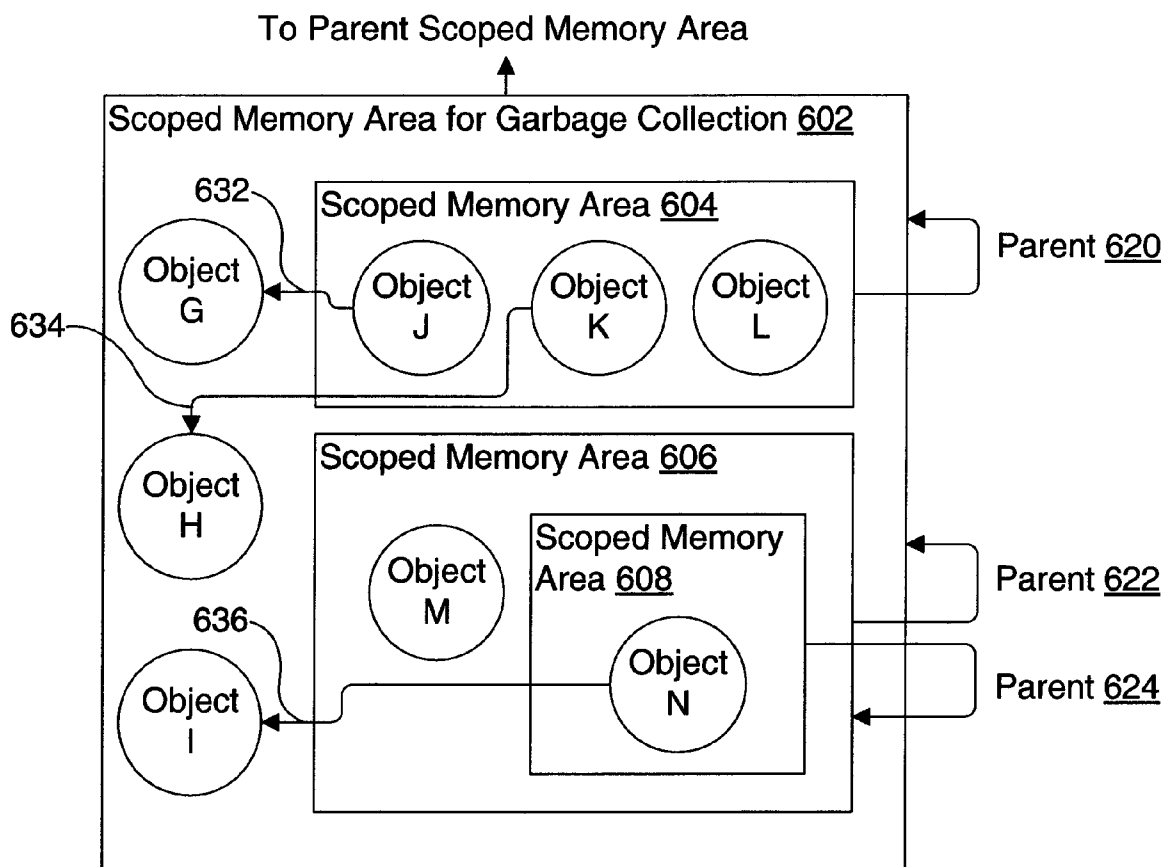 To Parent Scoped Memory Area
Scoped Memory Area for Garbage Collection 602
632
Scoped Memory Area 604
Parent 620
Object
G
Object
J
Object
K
Object
L
634
Object
H
Scoped Memory Area 606
Scoped Memory
Area 608
Parent 622
Object
M
636
Object
N
Parent 624
Object
I